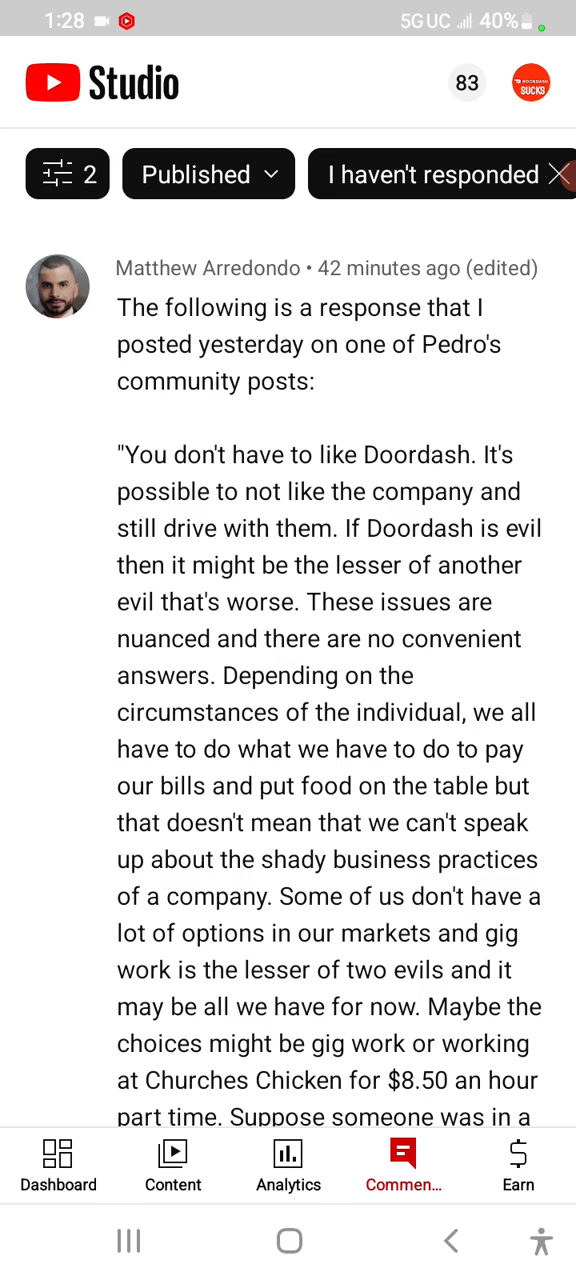 1:28
5G UC 40%
Studio
83
DOORDASH
SUCKS
2
Published
I haven't responded
Matthew Arredondo • 42 minutes ago (edited)
The following is a response that I
posted yesterday on one of Pedro's
community posts:
"You don't have to like Doordash. It's
possible to not like the company and
still drive with them. If Doordash is evil
then it might be the lesser of another
evil that's worse. These issues are
nuanced and there are no convenient
answers. Depending on the
circumstances of the individual, we all
have to do what we have to do to pay
our bills and put food on the table but
that doesn't mean that we can't speak
up about the shady business practices
of a company. Some of us don't have a
lot of options in our markets and gig
work is the lesser of two evils and it
may be all we have for now. Maybe the
choices might be gig work or working
at Churches Chicken for $8.50 an hour
part time. Suppose someone was in a
Dashboard
Content
Analytics
Commen...
Earn